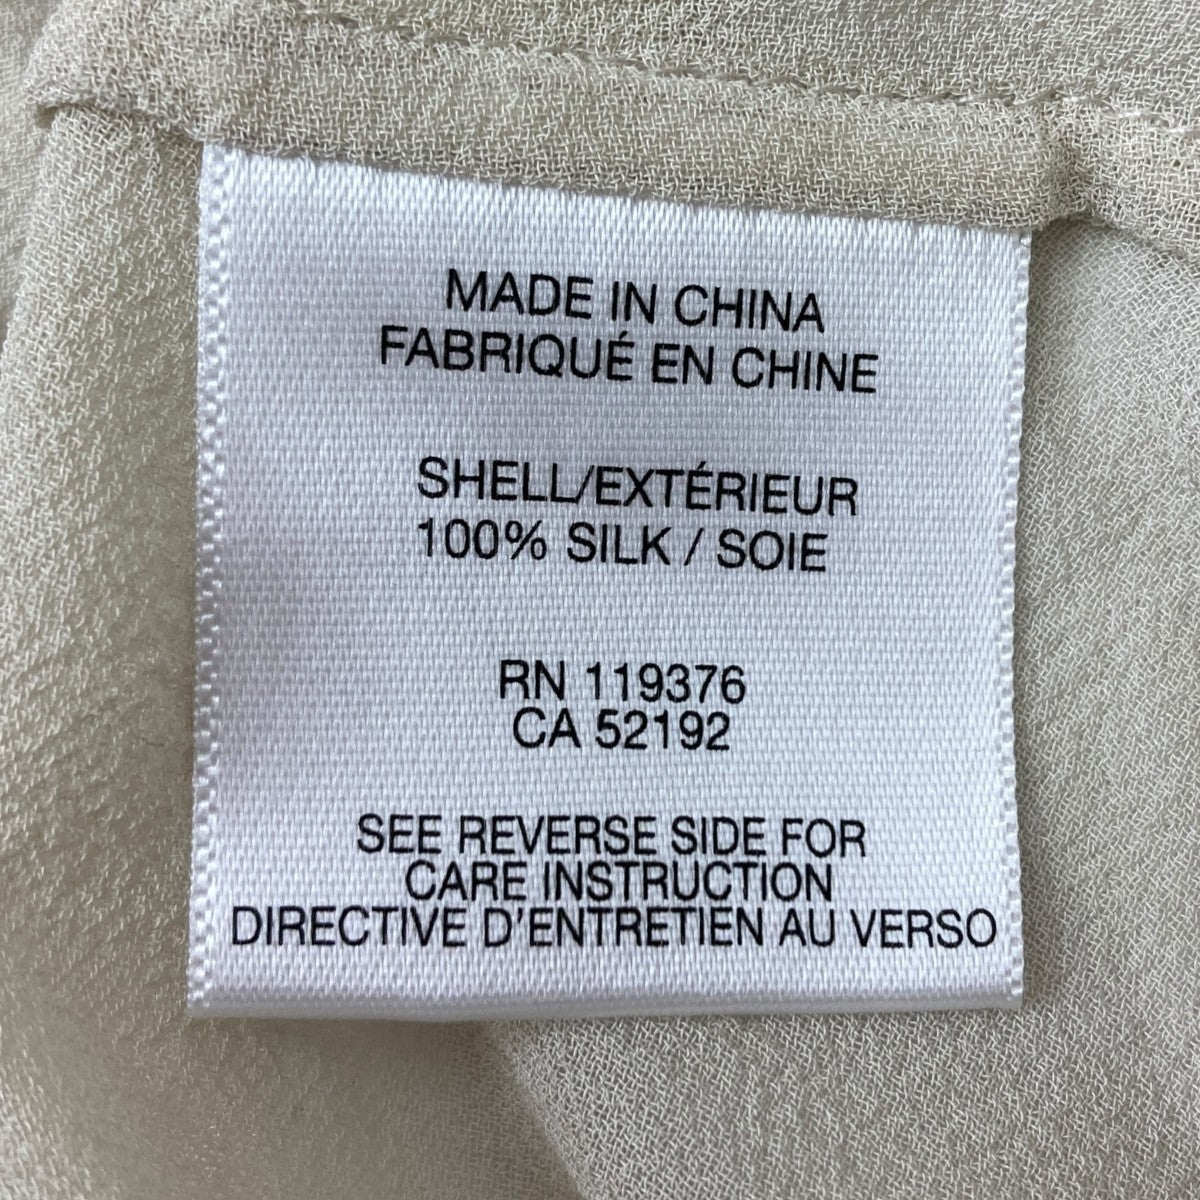 MADE IN CHINA
FABRIQUÉ EN CHINE
SHELL/EXTÉRIEUR
100% SILK / SOIE
RN 119376
CA 52192
SEE REVERSE SIDE FOR
CARE INSTRUCTION
DIRECTIVE D'ENTRETIEN AU VERSO